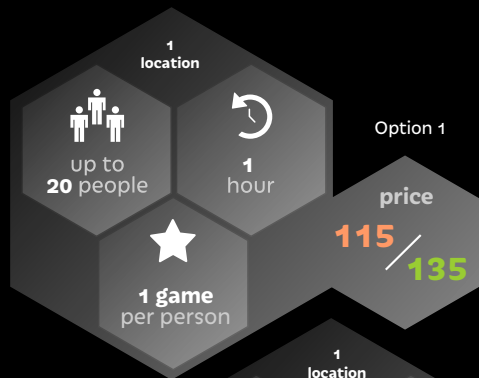 1
location
up to
20 people
1
hour
1 game
per person
Option 1
price
115
135
1
location